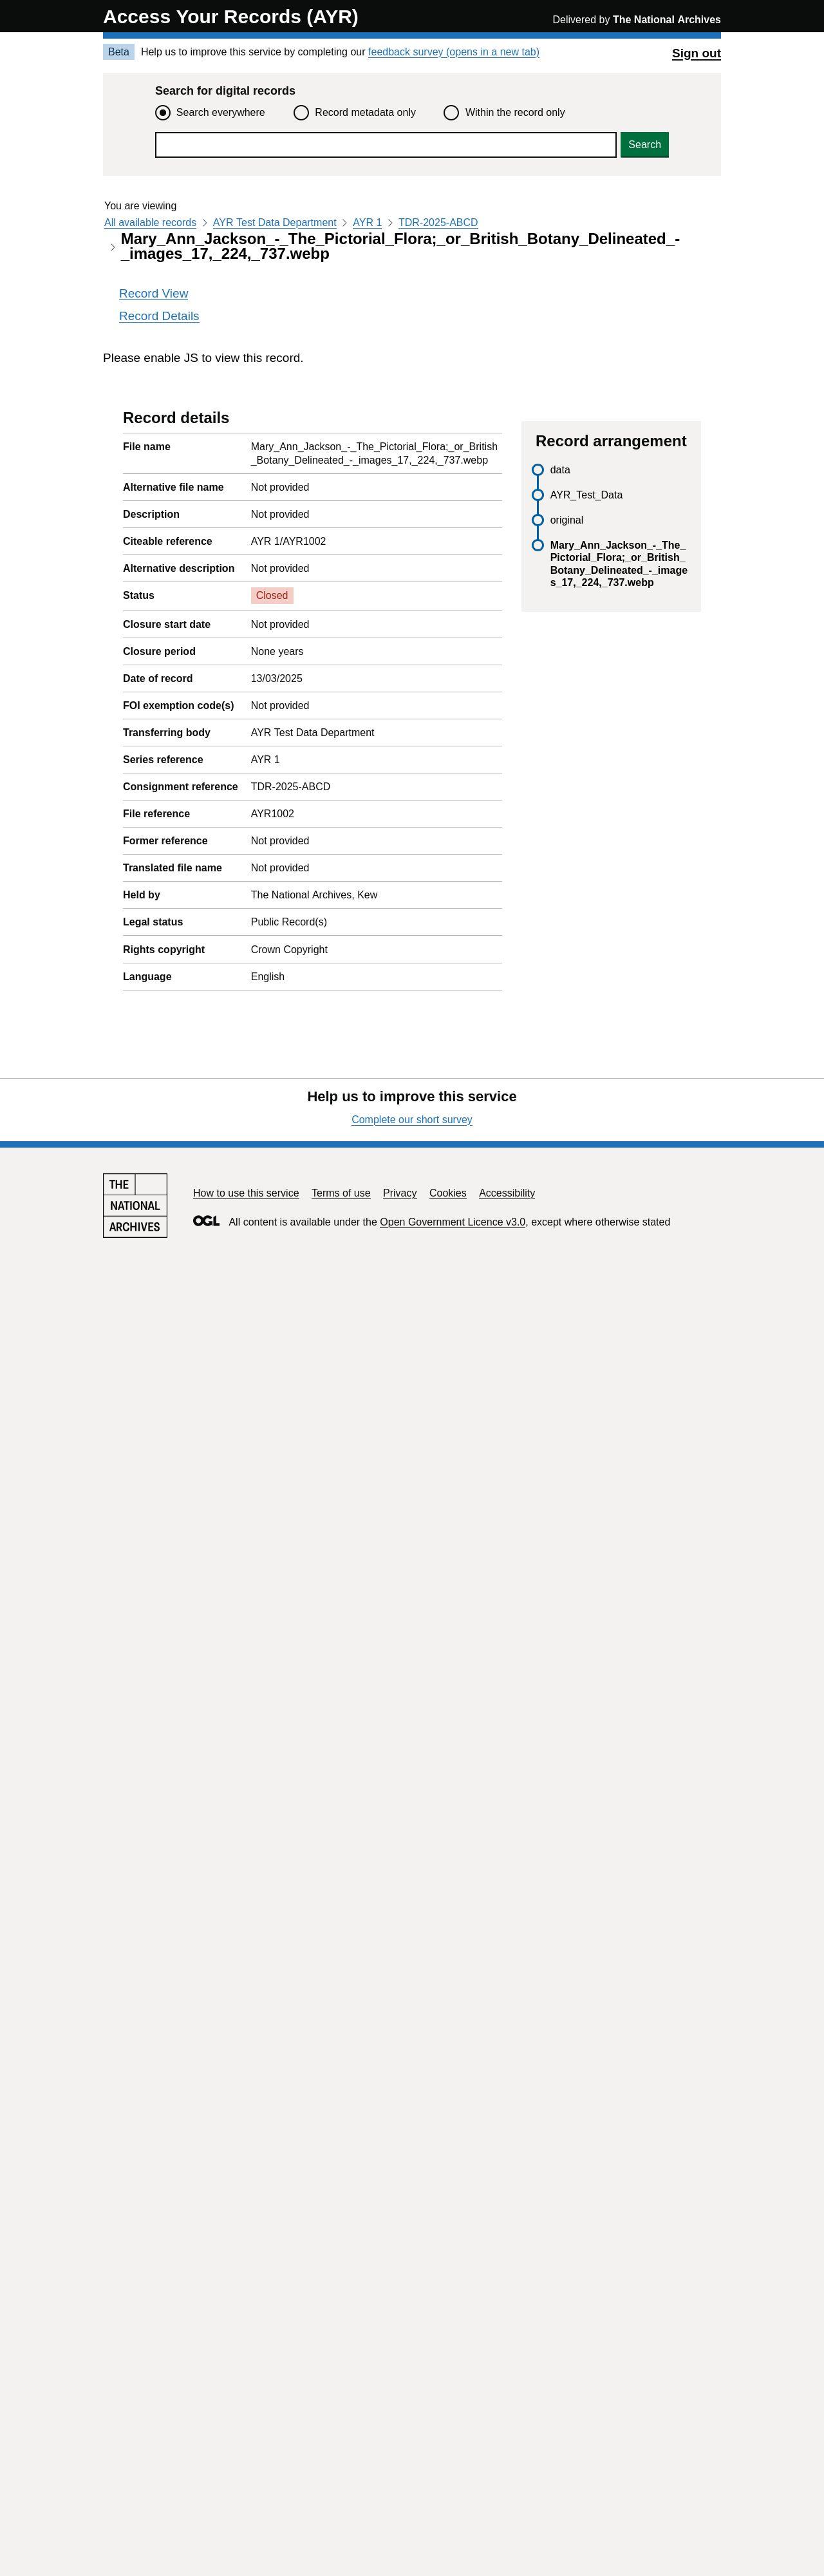 Access Your Records (AYR)
Delivered by The National Archives
Beta Help us to improve this service by completing our feedback survey (opens in a new tab)
Sign out
Search for digital records
Search everywhere Record metadata only Within the record only
Search
You are viewing
All available records AYR Test Data Department AYR 1 TDR-2025-ABCD
Mary_Ann_Jackson_-_The_Pictorial_Flora;_or_British_Botany_Delineated_-
_images_17,_224,_737.webp
Record View
Record Details
Please enable JS to view this record.
Record details
File name Mary_Ann_Jackson_-_The_Pictorial_Flora;_or_British
_Botany_Delineated_-_images_17,_224,_737.webp
Alternative file name Not provided
Description Not provided
Citeable reference AYR 1/AYR1002
Alternative description Not provided
Status Closed
Closure start date Not provided
Closure period None years
Date of record 13/03/2025
FOI exemption code(s) Not provided
Transferring body AYR Test Data Department
Series reference AYR 1
Consignment reference TDR-2025-ABCD
File reference AYR1002
Former reference Not provided
Translated file name Not provided
Held by The National Archives, Kew
Legal status Public Record(s)
Rights copyright Crown Copyright
Language English
Record arrangement
data
AYR_Test_Data
original
Mary_Ann_Jackson_-_The_
Pictorial_Flora;_or_British_
Botany_Delineated_-_image
s_17,_224,_737.webp
Help us to improve this service
Complete our short survey
THE
NATIONAL
ARCHIVES
How to use this service Terms of use Privacy Cookies Accessibility
OGL All content is available under the Open Government Licence v3.0, except where otherwise stated